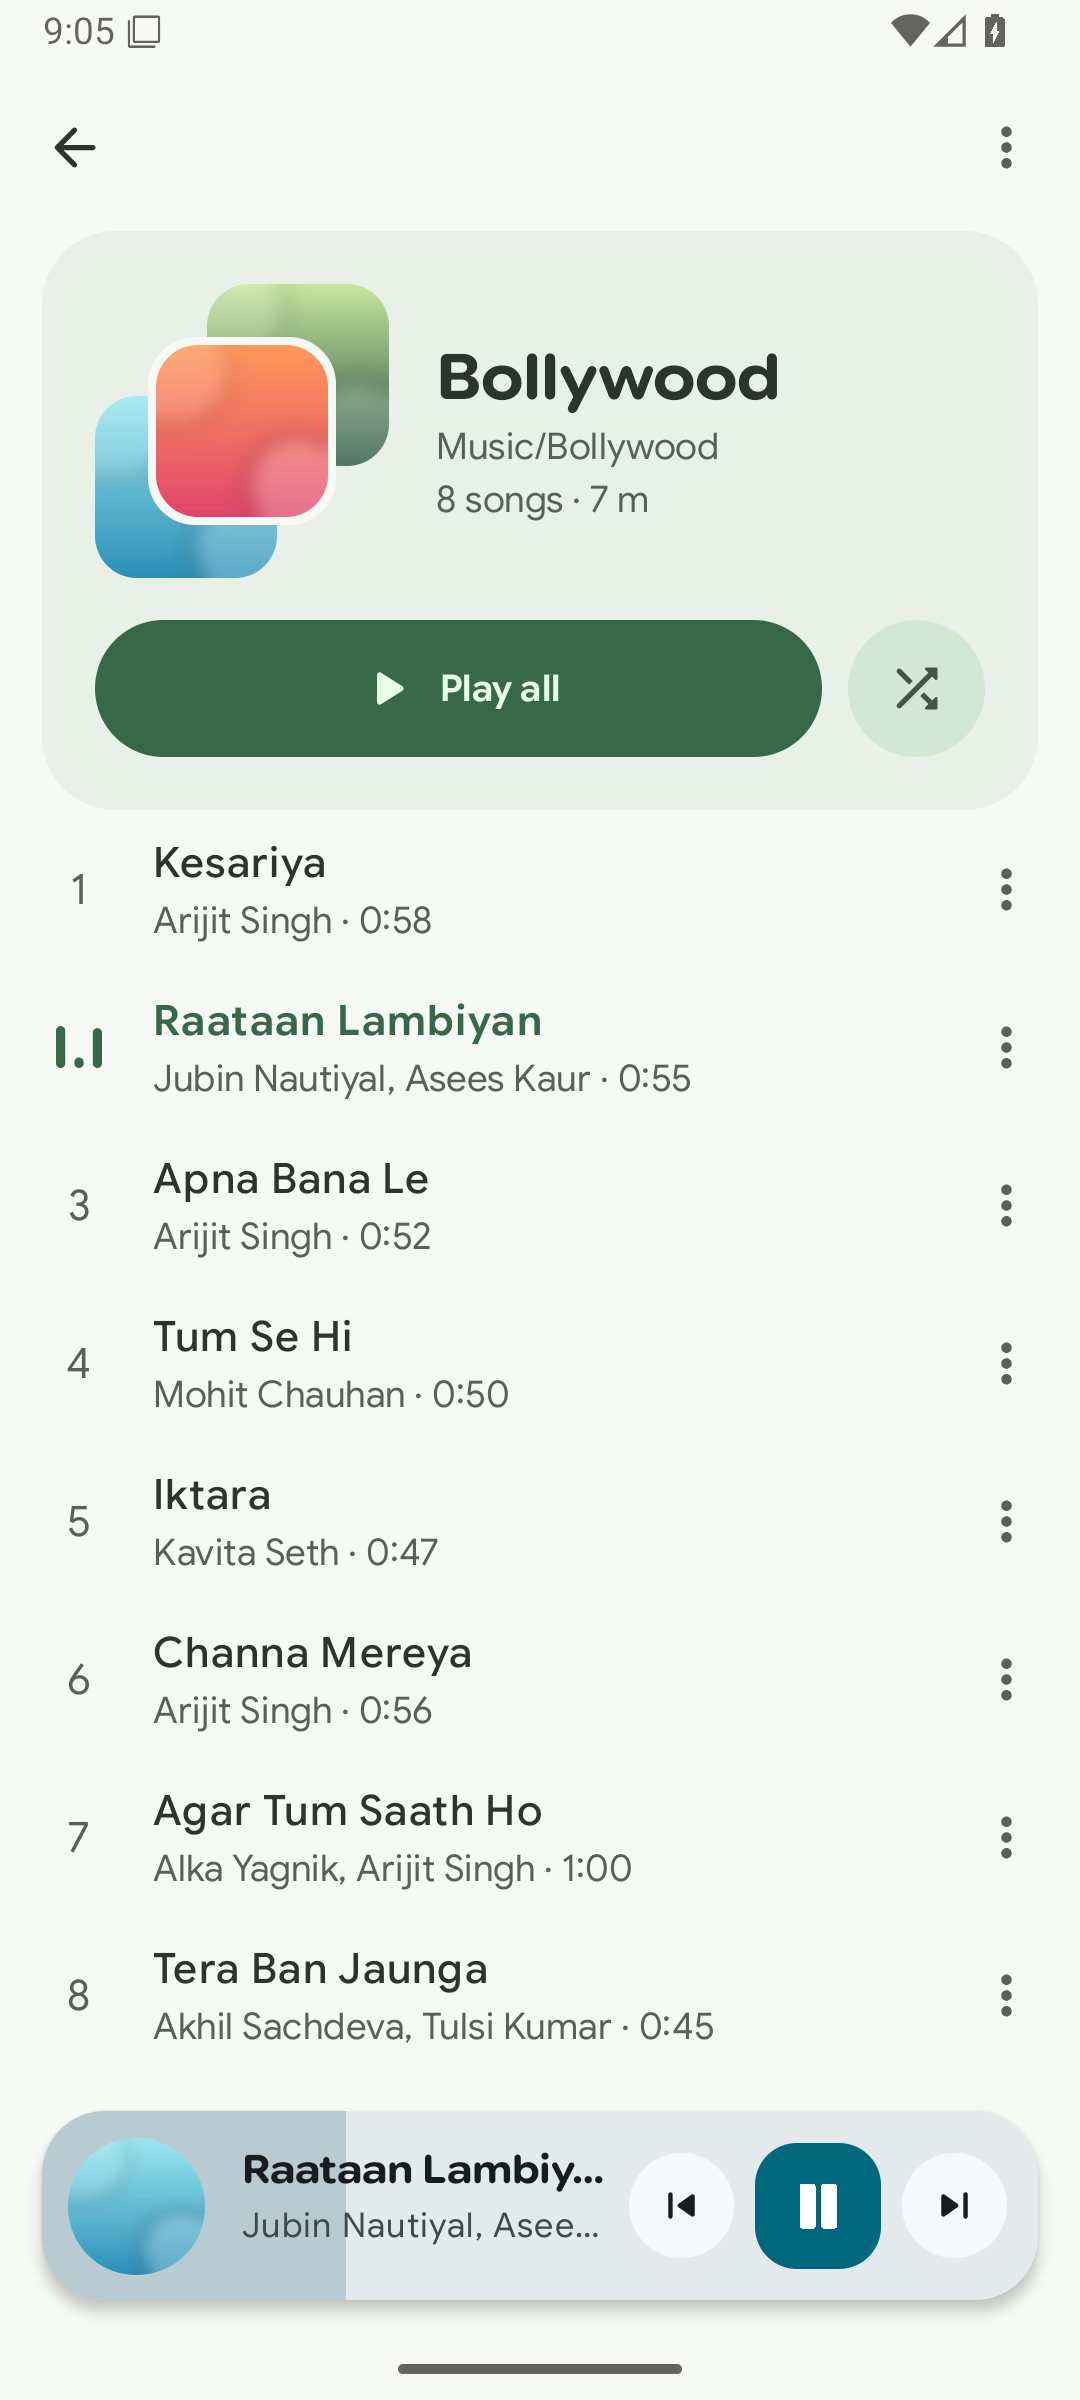 9:05
Bollywood
Music/Bollywood
8 songs · 7 m
Play all
1
Kesariya
Arijit Singh · 0:58
Raataan Lambiyan
Jubin Nautiyal, Asees Kaur · 0:55
3
Apna Bana Le
Arijit Singh · 0:52
4
Tum Se Hi
Mohit Chauhan · 0:50
5
Iktara
Kavita Seth · 0:47
6
Channa Mereya
Arijit Singh · 0:56
7
Agar Tum Saath Ho
Alka Yagnik, Arijit Singh · 1:00
8
Tera Ban Jaunga
Akhil Sachdeva, Tulsi Kumar · 0:45
Raataan Lambiy...
Jubin Nautiyal, Asee...